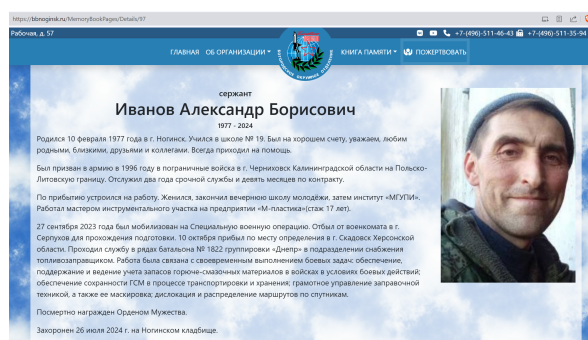 https://bbnoginsk.ru/MemoryBookPages/Details/97
Рабочая, д. 57
+7-(496)-511-46-43
+7-(496)-511-35-94
ГЛАВНАЯ ОБ ОРГАНИЗАЦИИ КНИГА ПАМЯТИ ПОЖЕРТВОВАТЬ
сержант
Иванов Александр Борисович
1977 - 2024
Родился 10 февраля 1977 года в г. Ногинск. Учился в школе № 19. Был на хорошем счету, уважаем, любим
родными, близкими, друзьями и коллегами. Всегда приходил на помощь.
Был призван в армию в 1996 году в пограничные войска в г. Черниховск Калининградской области на Польско-
Литовскую границу. Отслужил два года срочной службы и девять месяцев по контракту.
По прибытию устроился на работу. Женился, закончил вечернюю школу молодёжи, затем институт «МГУПИ».
Работал мастером инструментального участка на предприятии «М-пластика»(стаж 17 лет).
27 сентября 2023 года был мобилизован на Специальную военную операцию. Отбыл от военкомата в г.
Серпухов для прохождения подготовки. 10 октября прибыл по месту определения в г. Скадовск Херсонской
области. Проходил службу в рядах батальона № 1822 группировки «Днепр» в подразделении снабжения
топливозаправщиком. Работа была связана с своевременным выполнением боевых задач: обеспечение,
поддержание и ведение учета запасов горюче-смазочных материалов в войсках в условиях боевых действий;
обеспечение сохранности ГСМ в процессе транспортировки и хранения; грамотное управление заправочной
техникой, а также ее маскировка; дислокация и распределение маршрутов по спутникам.
Посмертно награжден Орденом Мужества.
Захоронен 26 июля 2024 г. на Ногинском кладбище.